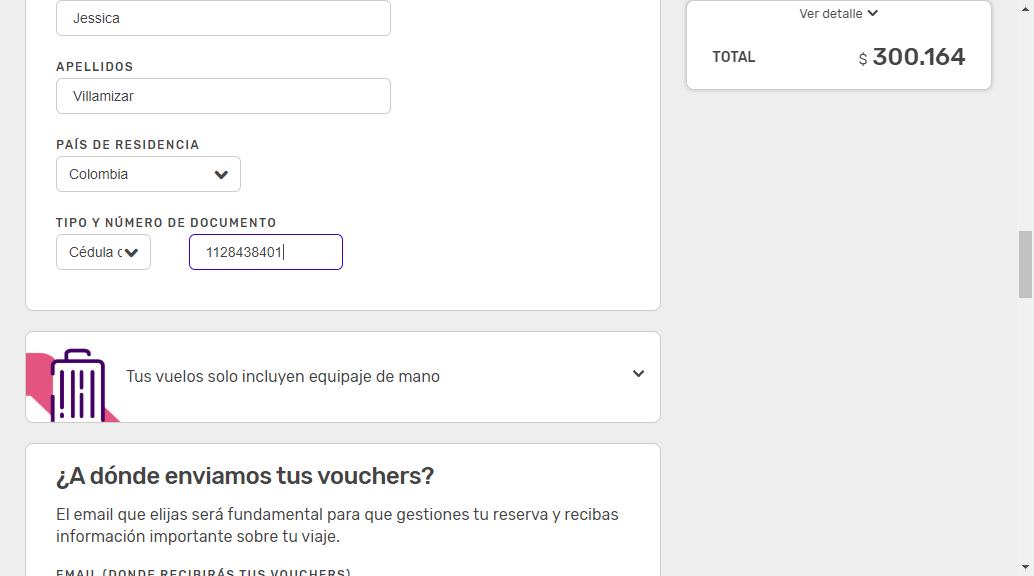 Jessica
APELLIDOS
Villamizar
PAÍS DE RESIDENCIA
Colombia
TIPO Y NÚMERO DE DOCUMENTO
Cédula c
1128438401
Tus vuelos solo incluyen equipaje de mano
¿A dónde enviamos tus vouchers?
El email que elijas será fundamental para que gestiones tu reserva y recibas
información importante sobre tu viaje.
EMAIL (DONDE RECIBIRÁS TUS VOUCHERS)
Ver detalle
TOTAL $ 300.164